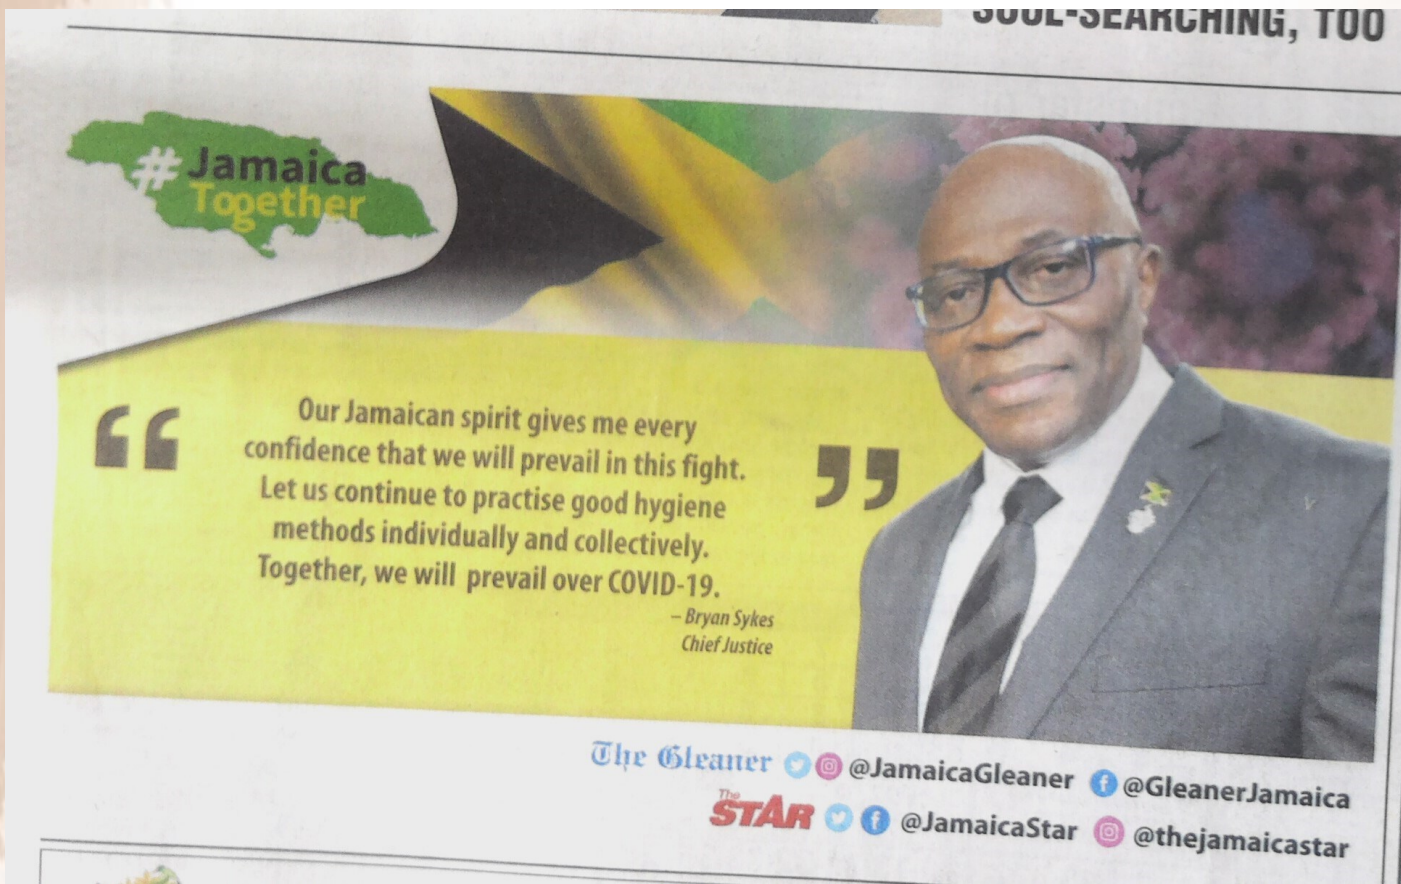 SOUL-SEARCHING, TOO
# Jamaica
Together
“
Our Jamaican spirit gives me every
confidence that we will prevail in this fight.
Let us continue to practise good hygiene
methods individually and collectively.
Together, we will prevail over COVID-19.
”
– Bryan Sykes
Chief Justice
The Gleaner @JamaicaGleaner @GleanerJamaica
The STAR @JamaicaStar @thejamaicastar